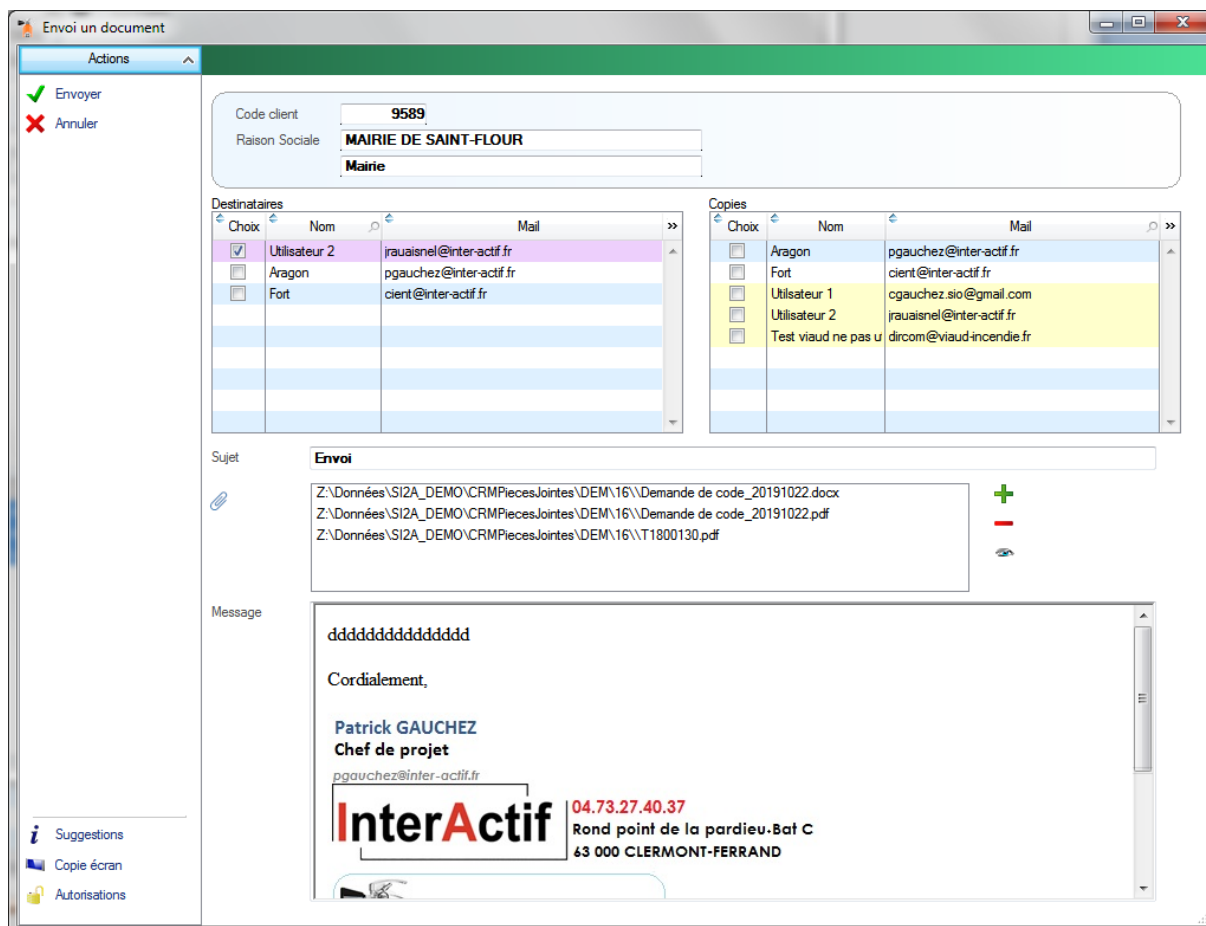 Envoi un document
Actions
Envoyer
Annuler
Code client 9589
Raison Sociale MAIRIE DE SAINT-FLOUR
Mairie
Destinataires
Choix Nom Mail »
Utilisateur 2 jrauaisnel@inter-actif.fr
Aragon pgauchez@inter-actif.fr
Fort cient@inter-actif.fr
Copies
Choix Nom Mail »
Aragon pgauchez@inter-actif.fr
Fort cient@inter-actif.fr
Utilsateur 1 cgauchez.sio@gmail.com
Utilisateur 2 jrauaisnel@inter-actif.fr
Test viaud ne pas u dircom@viaud-incendie.fr
Sujet Envoi
Z:\Données\SI2A_DEMO\CRMPiecesJointes\DEM\16\\Demande de code_20191022.docx
Z:\Données\SI2A_DEMO\CRMPiecesJointes\DEM\16\\Demande de code_20191022.pdf
Z:\Données\SI2A_DEMO\CRMPiecesJointes\DEM\16\\T1800130.pdf
Message
ddddddddddddddd
Cordialement,
Patrick GAUCHEZ
Chef de projet
pgauchez@inter-actif.fr
InterActif
04.73.27.40.37
Rond point de la pardieu-Bat C
63 000 CLERMONT-FERRAND
Suggestions
Copie écran
Autorisations